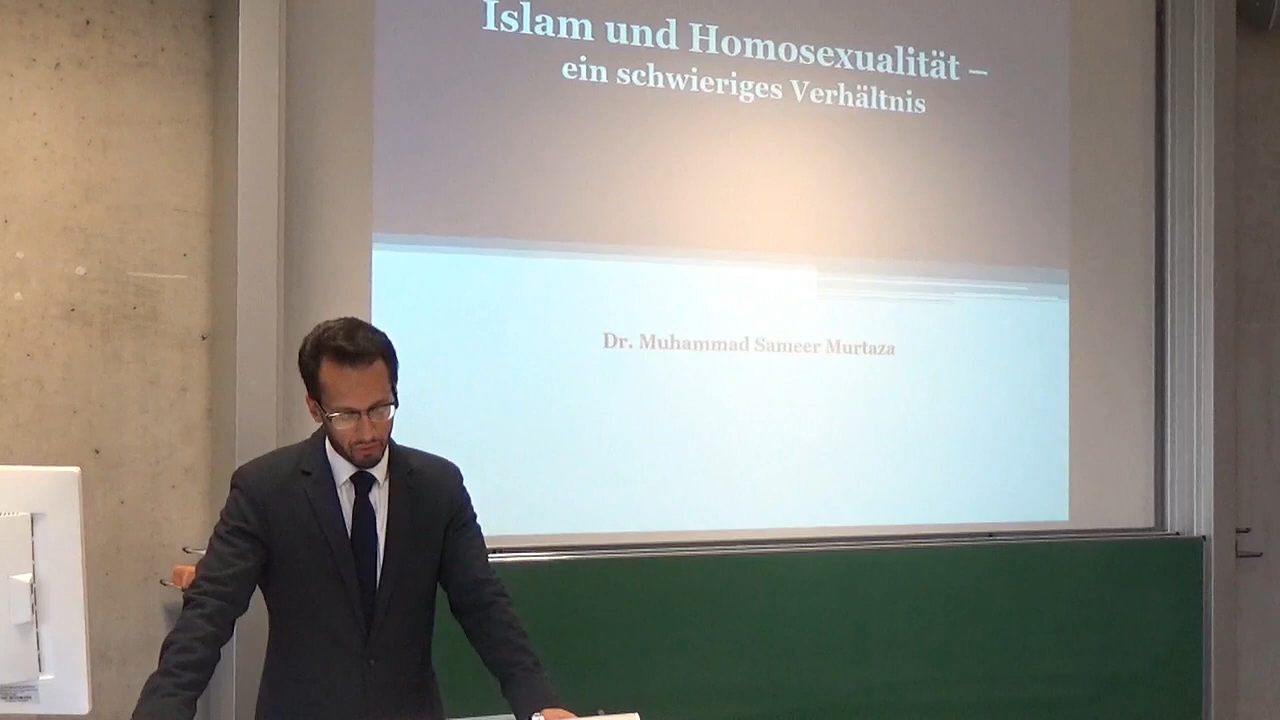 Islam und Homosexualität –
ein schwieriges Verhältnis
Dr. Muhammad Sameer Murtaza